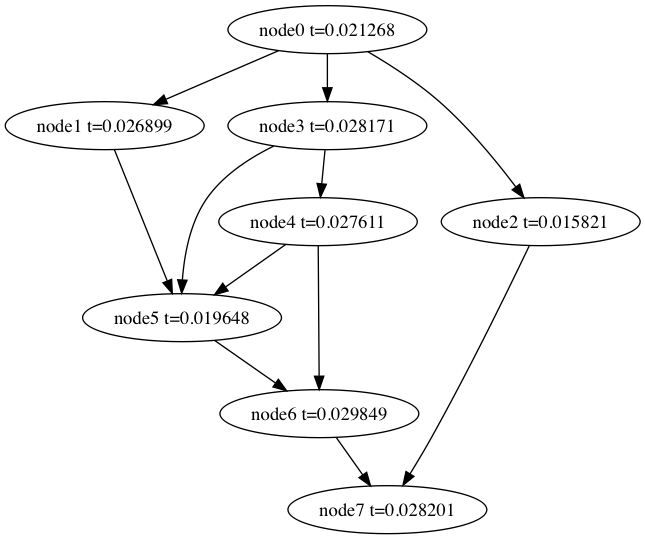 node0 t=0.021268
node1 t=0.026899
node3 t=0.028171
node4 t=0.027611
node2 t=0.015821
node5 t=0.019648
node6 t=0.029849
node7 t=0.028201